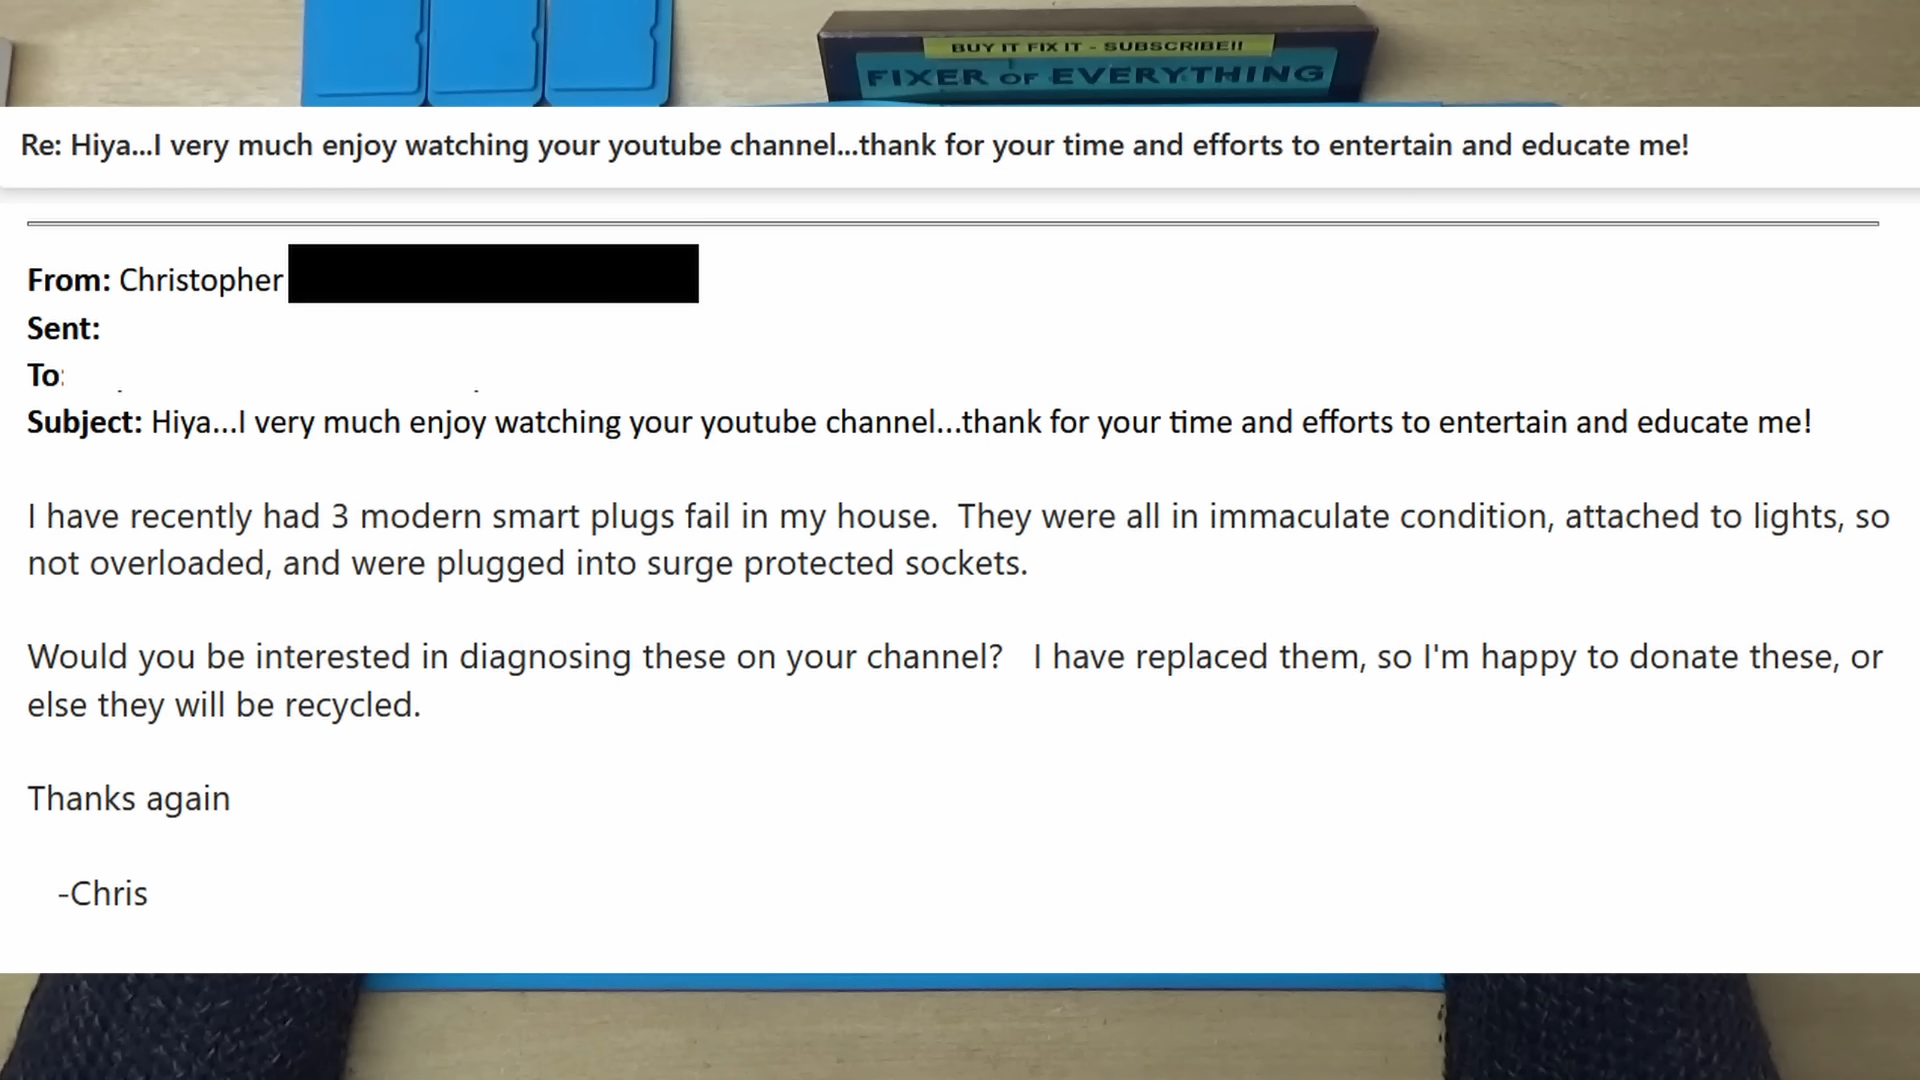 BUY IT FIX IT - SUBSCRIBE!!
FIXER OF EVERYTHING
Re: Hiya...I very much enjoy watching your youtube channel...thank for your time and efforts to entertain and educate me!
From: Christopher
Sent:
To:
Subject: Hiya...I very much enjoy watching your youtube channel...thank for your time and efforts to entertain and educate me!
I have recently had 3 modern smart plugs fail in my house.  They were all in immaculate condition, attached to lights, so
not overloaded, and were plugged into surge protected sockets.
Would you be interested in diagnosing these on your channel?   I have replaced them, so I'm happy to donate these, or
else they will be recycled.
Thanks again
-Chris